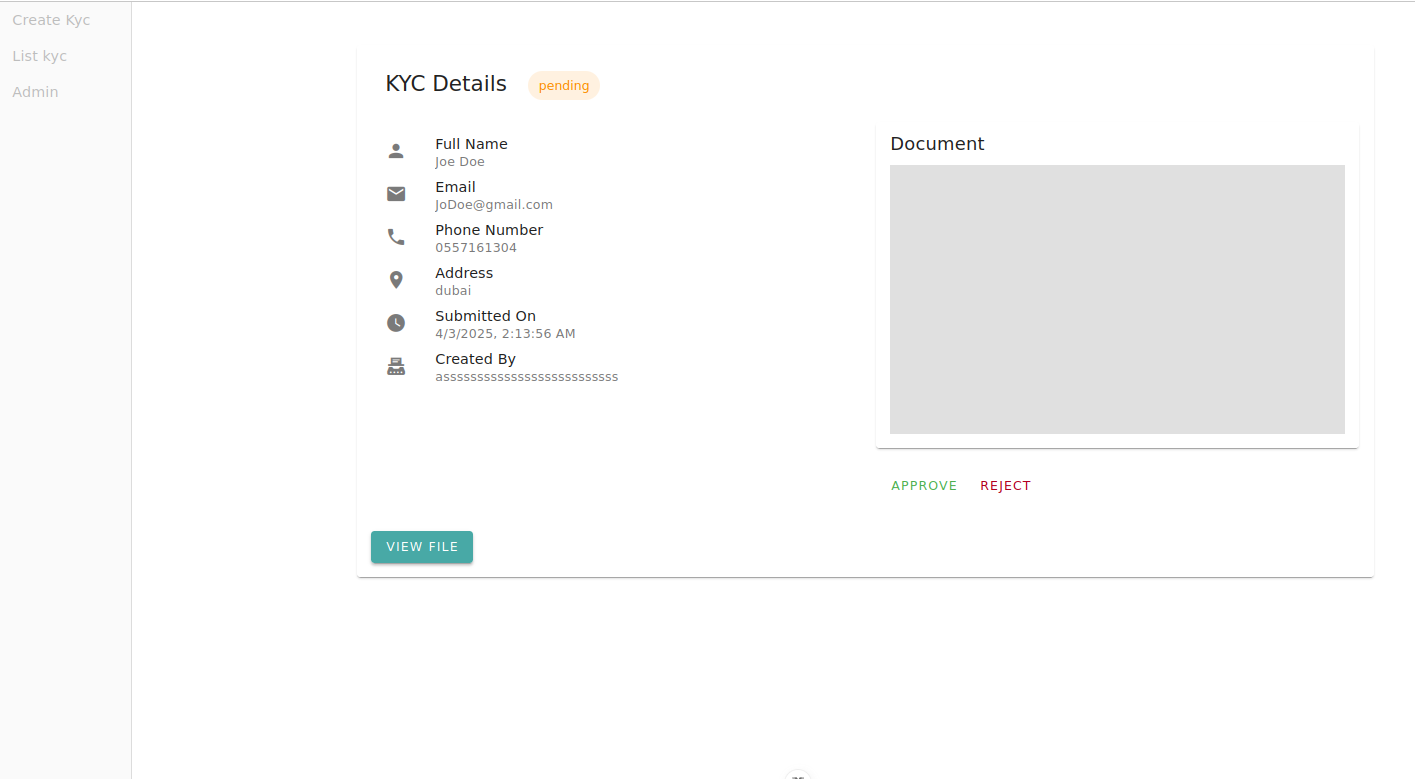 Create Kyc
List kyc
Admin
KYC Details
pending
Full Name
Joe Doe
Email
JoDoe@gmail.com
Phone Number
0557161304
Address
dubai
Submitted On
4/3/2025, 2:13:56 AM
Created By
asssssssssssssssssssssssssss
Document
APPROVE REJECT
VIEW FILE